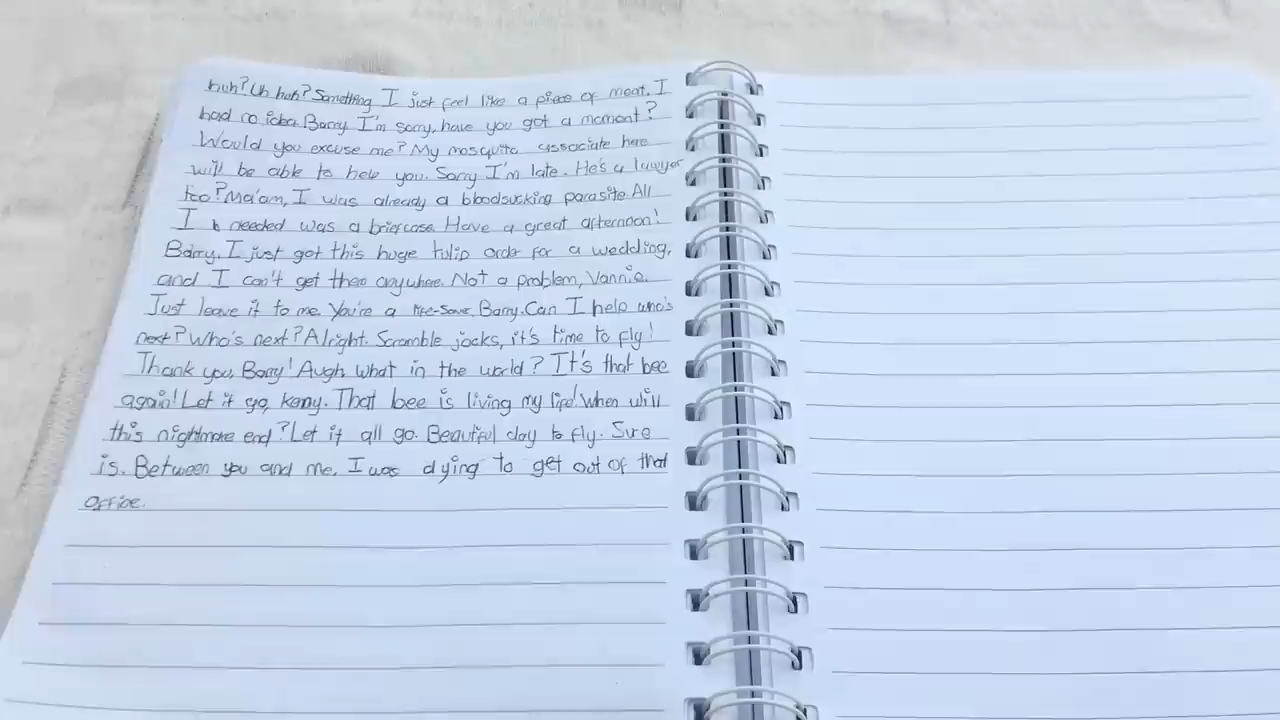 huh? Uh huh? Something I just feel like a piece of meat. I
had no idea. Barry I'm sorry, have you got a moment?
Would you excuse me? My mosquito associate here
will be able to help you. Sorry I'm late. He's a lawyer
too? Ma'am, I was already a bloodsucking parasite. All
I needed was a briefcase. Have a great afternoon!
Barry, I just got this huge tulip order for a wedding,
and I can't get them anywhere. Not a problem, Vannie.
Just leave it to me. You're a life-saver, Barry. Can I help who's
next? Who's next? Alright. Scramble jocks, it's time to fly!
Thank you, Barry! Augh, what in the world? It's that bee
again! Let it go, kenny. That bee is living my life! When will
this nightmare end? Let it all go. Beautiful day to fly. Sure
is. Between you and me, I was dying to get out of that
office.